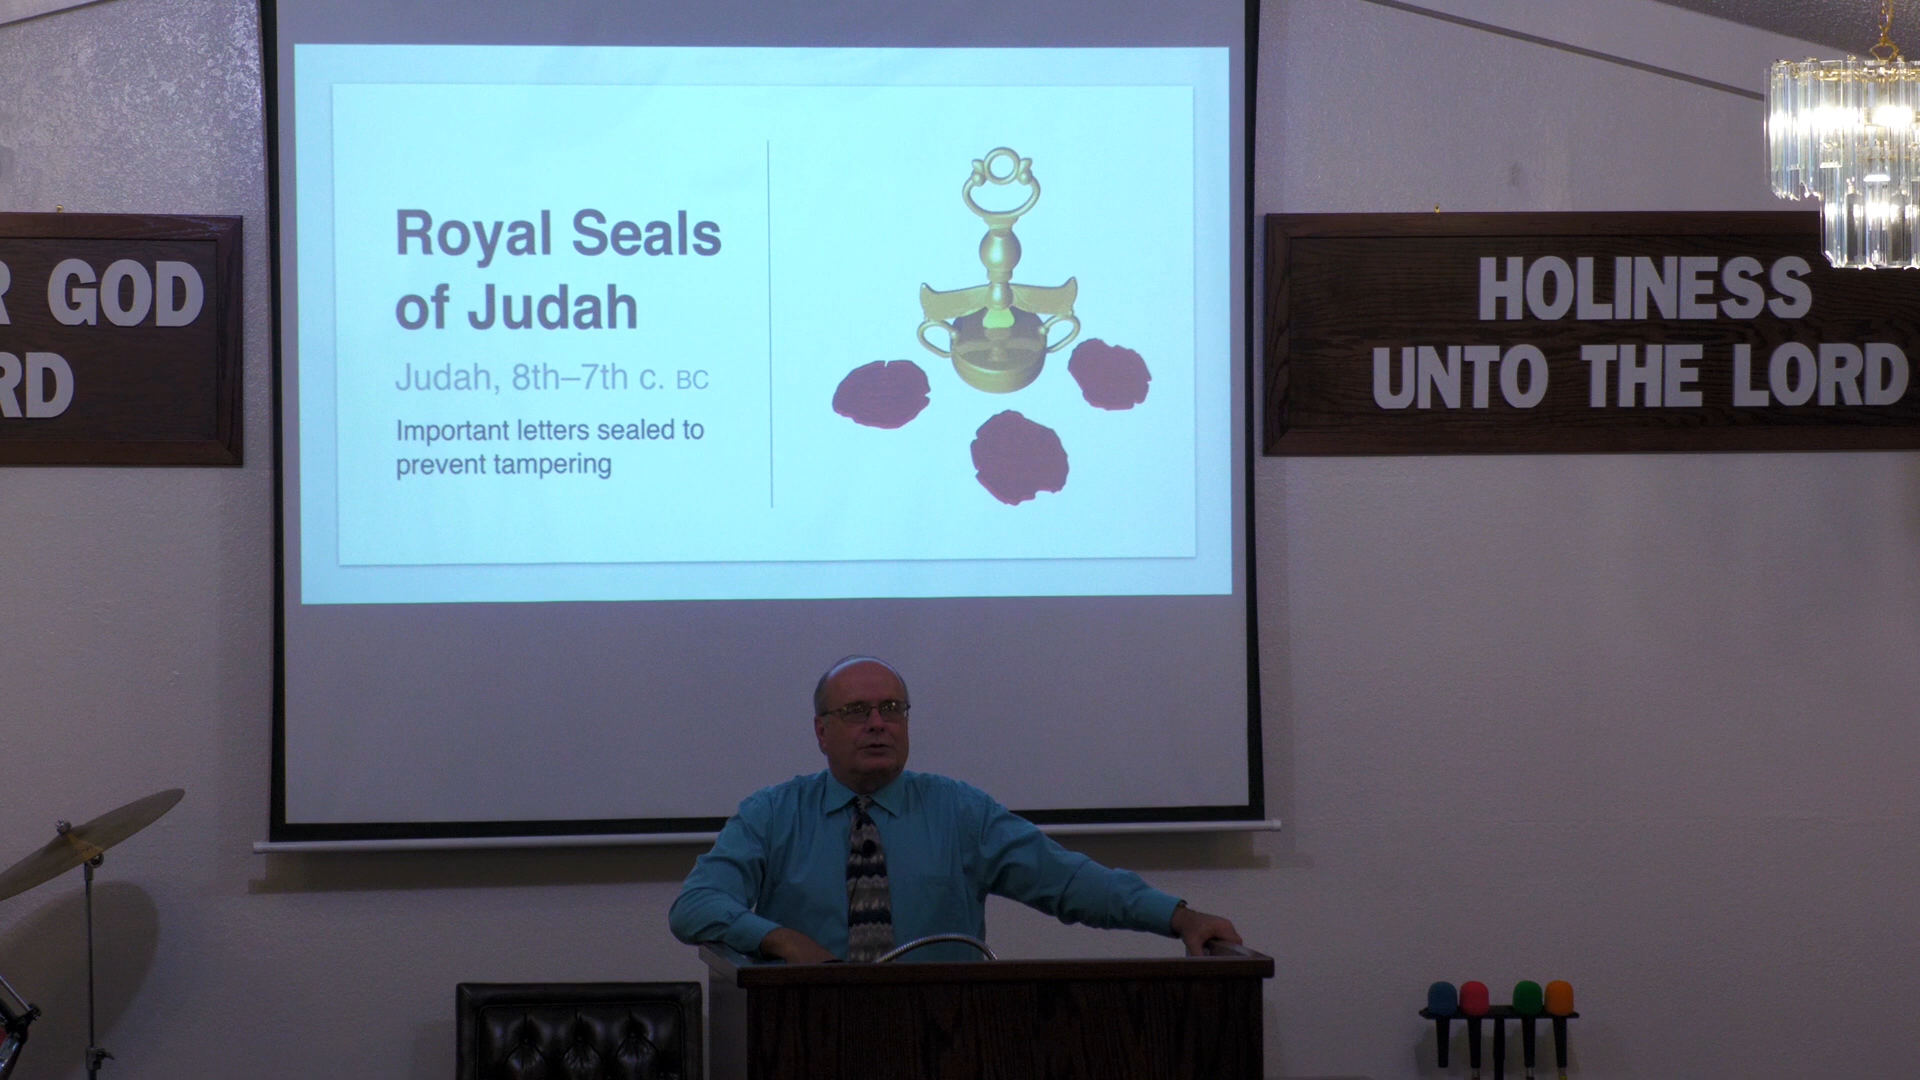 Royal Seals
of Judah
Judah, 8th–7th c. BC
Important letters sealed to
prevent tampering
GOD
HOLINESS
UNTO THE LORD